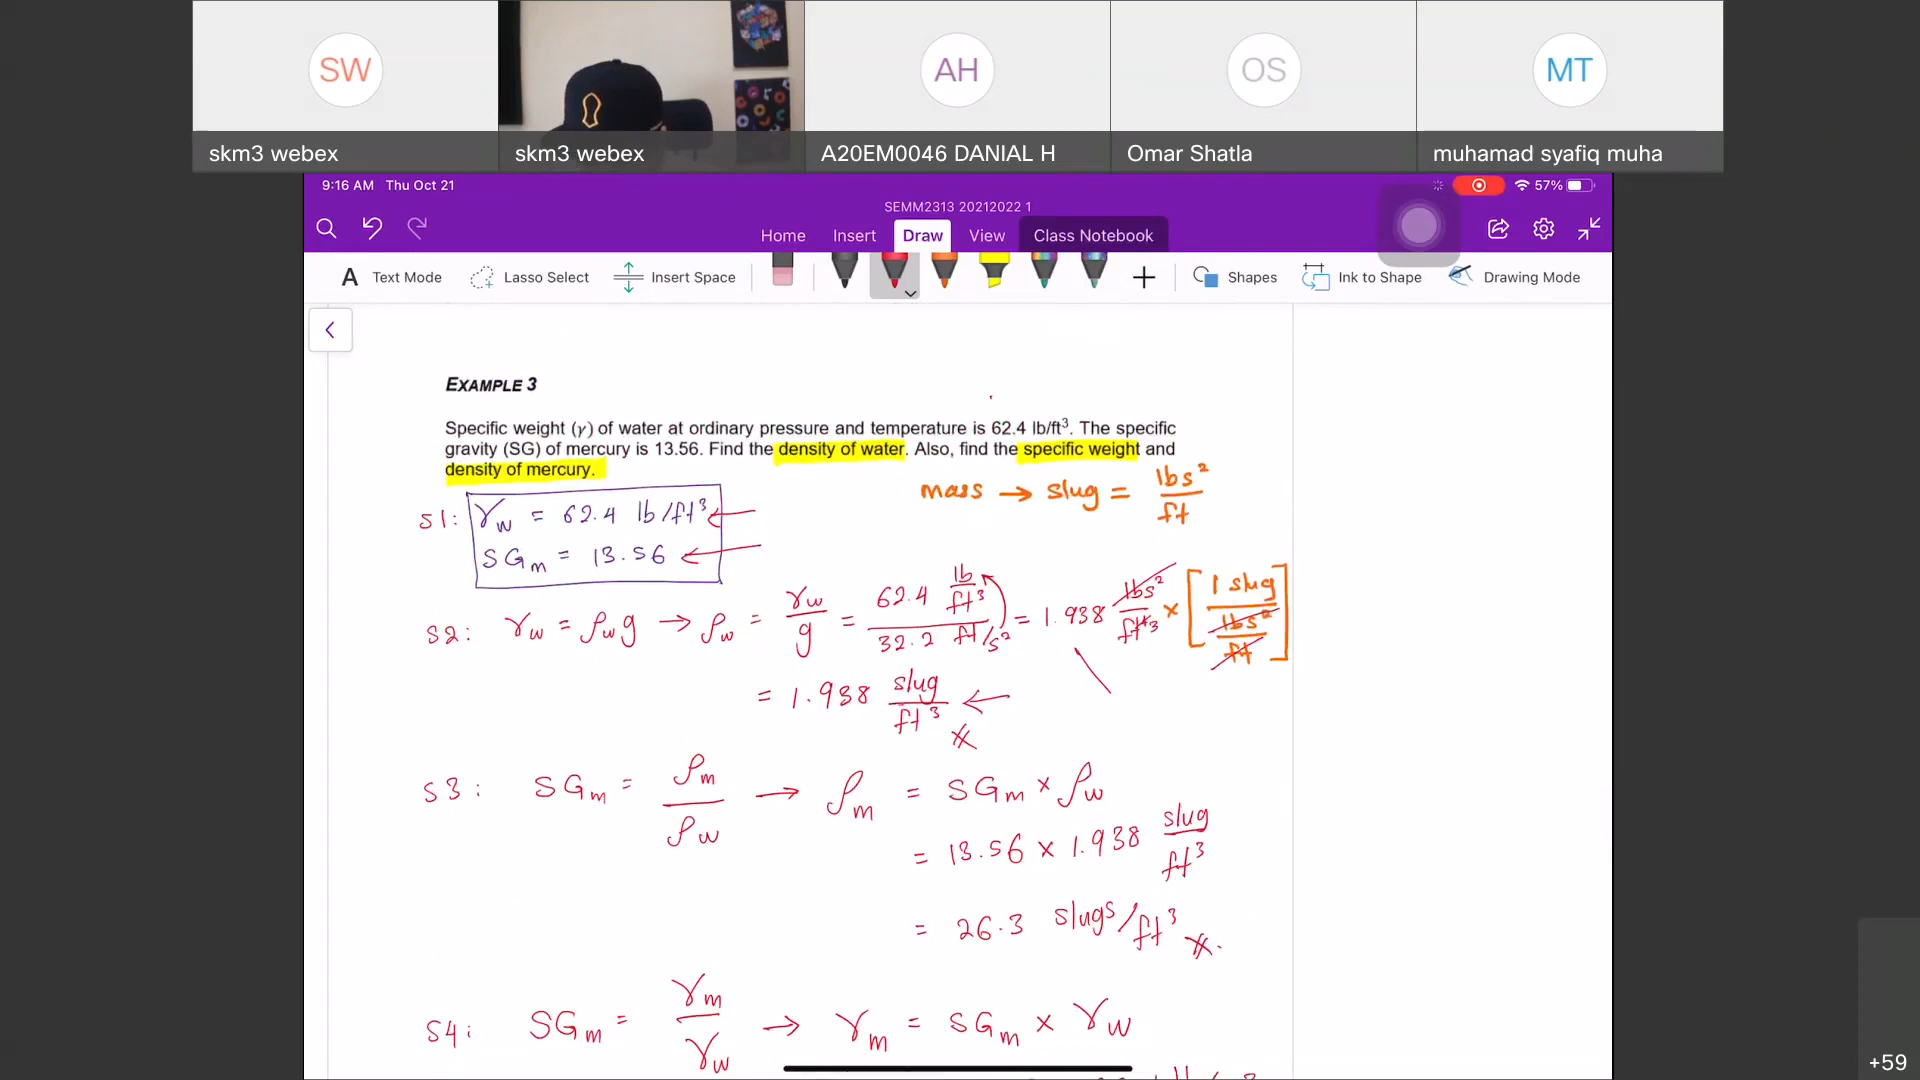 SW
AH
OS
MT
skm3 webex
skm3 webex
A20EM0046 DANIAL H
Omar Shatla
muhamad syafiq muha
9:16 AM Thu Oct 21
57%
SEMM2313 20212022 1
Home Insert Draw View Class Notebook
A Text Mode Lasso Select Insert Space + Shapes Ink to Shape Drawing Mode
EXAMPLE 3
Specific weight (γ) of water at ordinary pressure and temperature is 62.4 lb/ft³. The specific
gravity (SG) of mercury is 13.56. Find the density of water. Also, find the specific weight and
density of mercury.
mass → slug = lbs²/ft
S1: γw = 62.4 lb/ft³ ←
SGm = 13.56 ←
S2: γw = ρw g → ρw = γw/g = 62.4 lb/ft³ / 32.2 ft/s² = 1.938 lbs²/ft⁴³ × [1 slug / lbs²/ft]
= 1.938 slug/ft³ ←
S3: SGm = ρm/ρw → ρm = SGm × ρw
= 13.56 × 1.938 slug/ft³
= 26.3 slugs/ft³
S4: SGm = γm/γw → γm = SGm × γw
+59